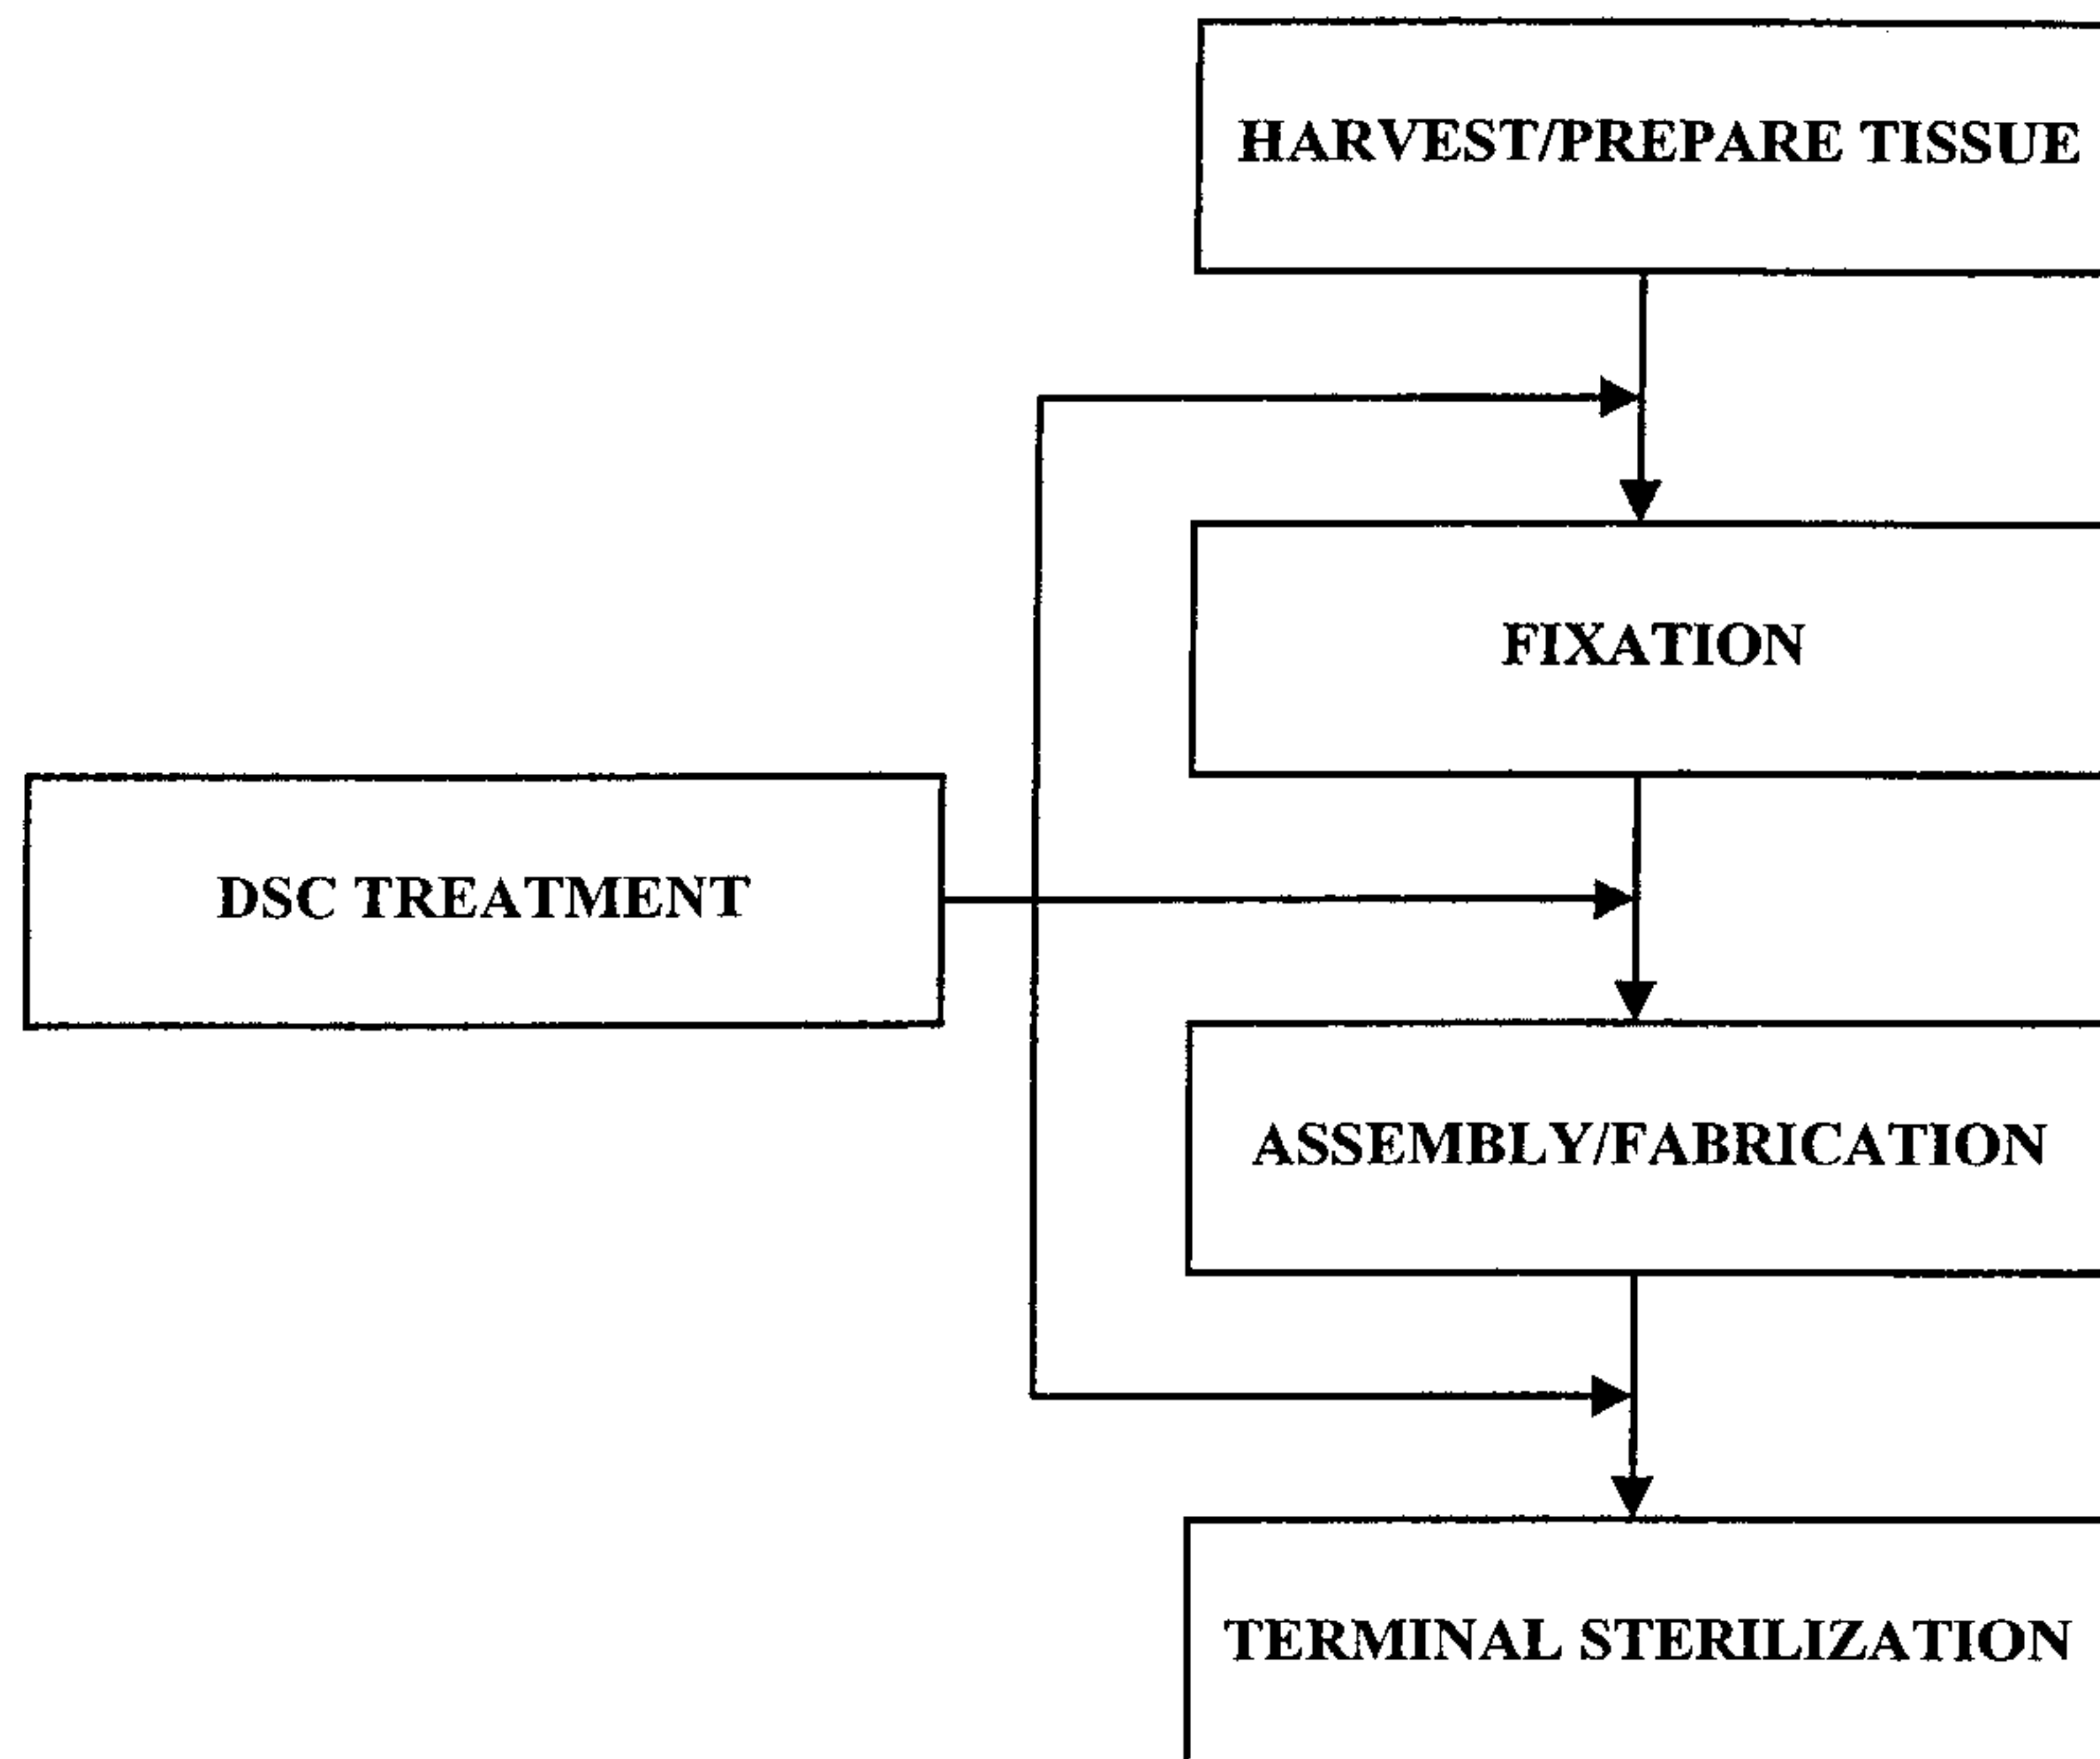 HARVEST/PREPARE TISSUE
FIXATION
DSC TREATMENT
ASSEMBLY/FABRICATION
TERMINAL STERILIZATION